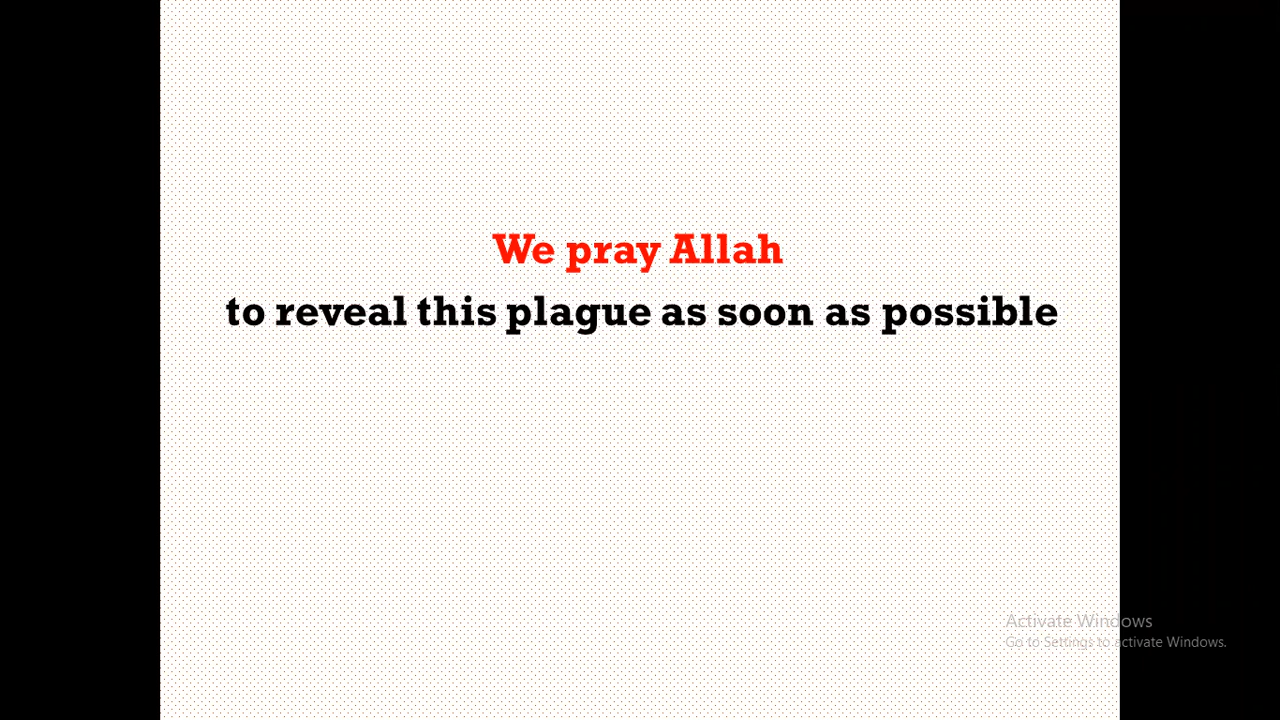 We pray Allah
to reveal this plague as soon as possible
Activate Windows
Go to Settings to activate Windows.